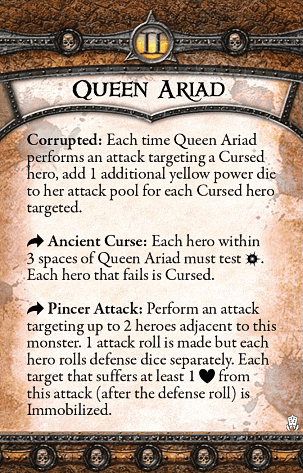 II
QUEEN ARIAD
Corrupted: Each time Queen Ariad
performs an attack targeting a Cursed
hero, add 1 additional yellow power die
to her attack pool for each Cursed hero
targeted.
Ancient Curse: Each hero within
3 spaces of Queen Ariad must test .
Each hero that fails is Cursed.
Pincer Attack: Perform an attack
targeting up to 2 heroes adjacent to this
monster. 1 attack roll is made but each
hero rolls defense dice separately. Each
target that suffers at least 1 from
this attack (after the defense roll) is
Immobilized.